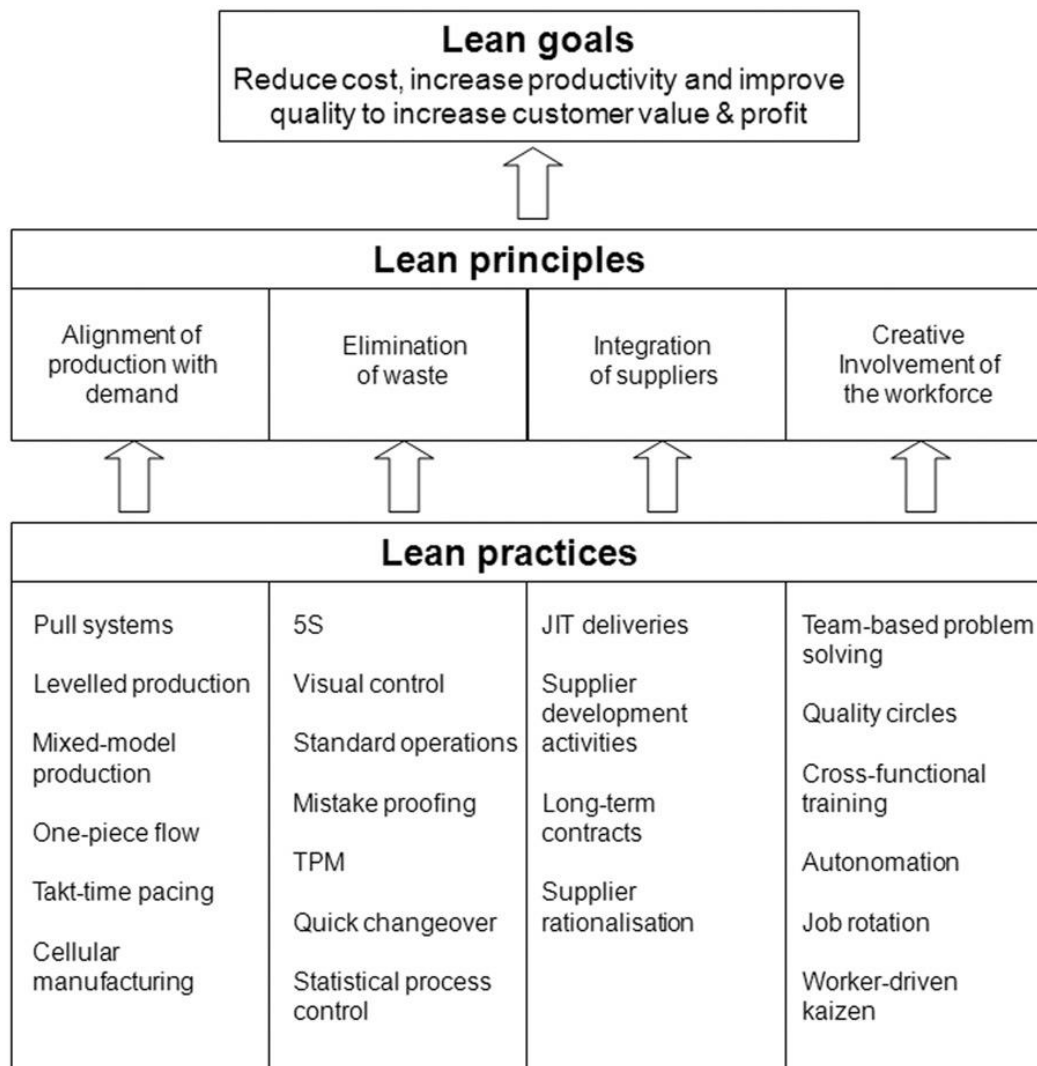 Lean goals
Reduce cost, increase productivity and improve
quality to increase customer value & profit
Lean principles
Alignment of
production with
demand
Elimination
of waste
Integration
of suppliers
Creative
Involvement of
the workforce
Lean practices
Pull systems
Levelled production
Mixed-model
production
One-piece flow
Takt-time pacing
Cellular
manufacturing
5S
Visual control
Standard operations
Mistake proofing
TPM
Quick changeover
Statistical process
control
JIT deliveries
Supplier
development
activities
Long-term
contracts
Supplier
rationalisation
Team-based problem
solving
Quality circles
Cross-functional
training
Autonomation
Job rotation
Worker-driven
kaizen